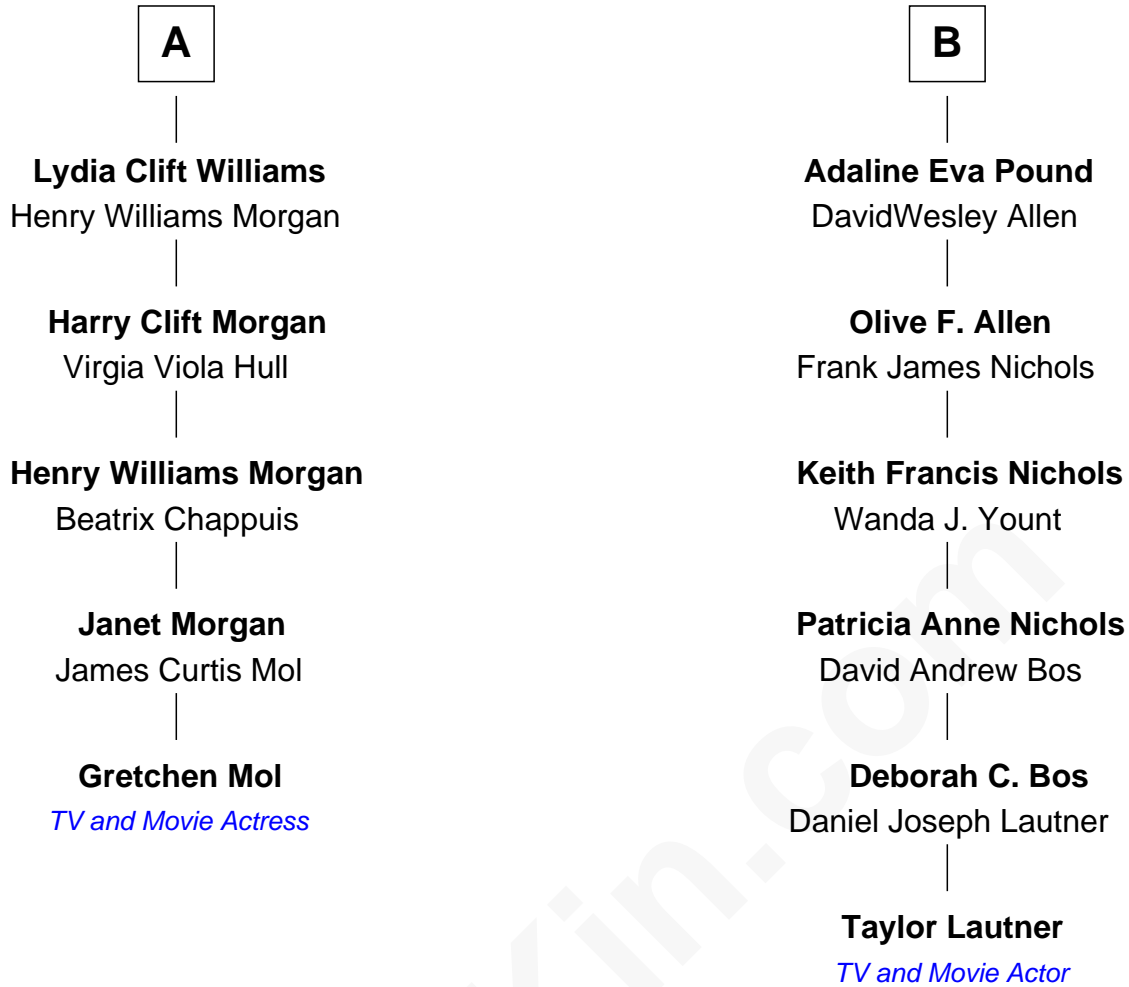 A
Lydia Clift Williams
Henry Williams Morgan
Harry Clift Morgan
Virgia Viola Hull
Henry Williams Morgan
Beatrix Chappuis
Janet Morgan
James Curtis Mol
Gretchen Mol
TV and Movie Actress
B
Adaline Eva Pound
DavidWesley Allen
Olive F. Allen
Frank James Nichols
Keith Francis Nichols
Wanda J. Yount
Patricia Anne Nichols
David Andrew Bos
Deborah C. Bos
Daniel Joseph Lautner
Taylor Lautner
TV and Movie Actor
Kin.com